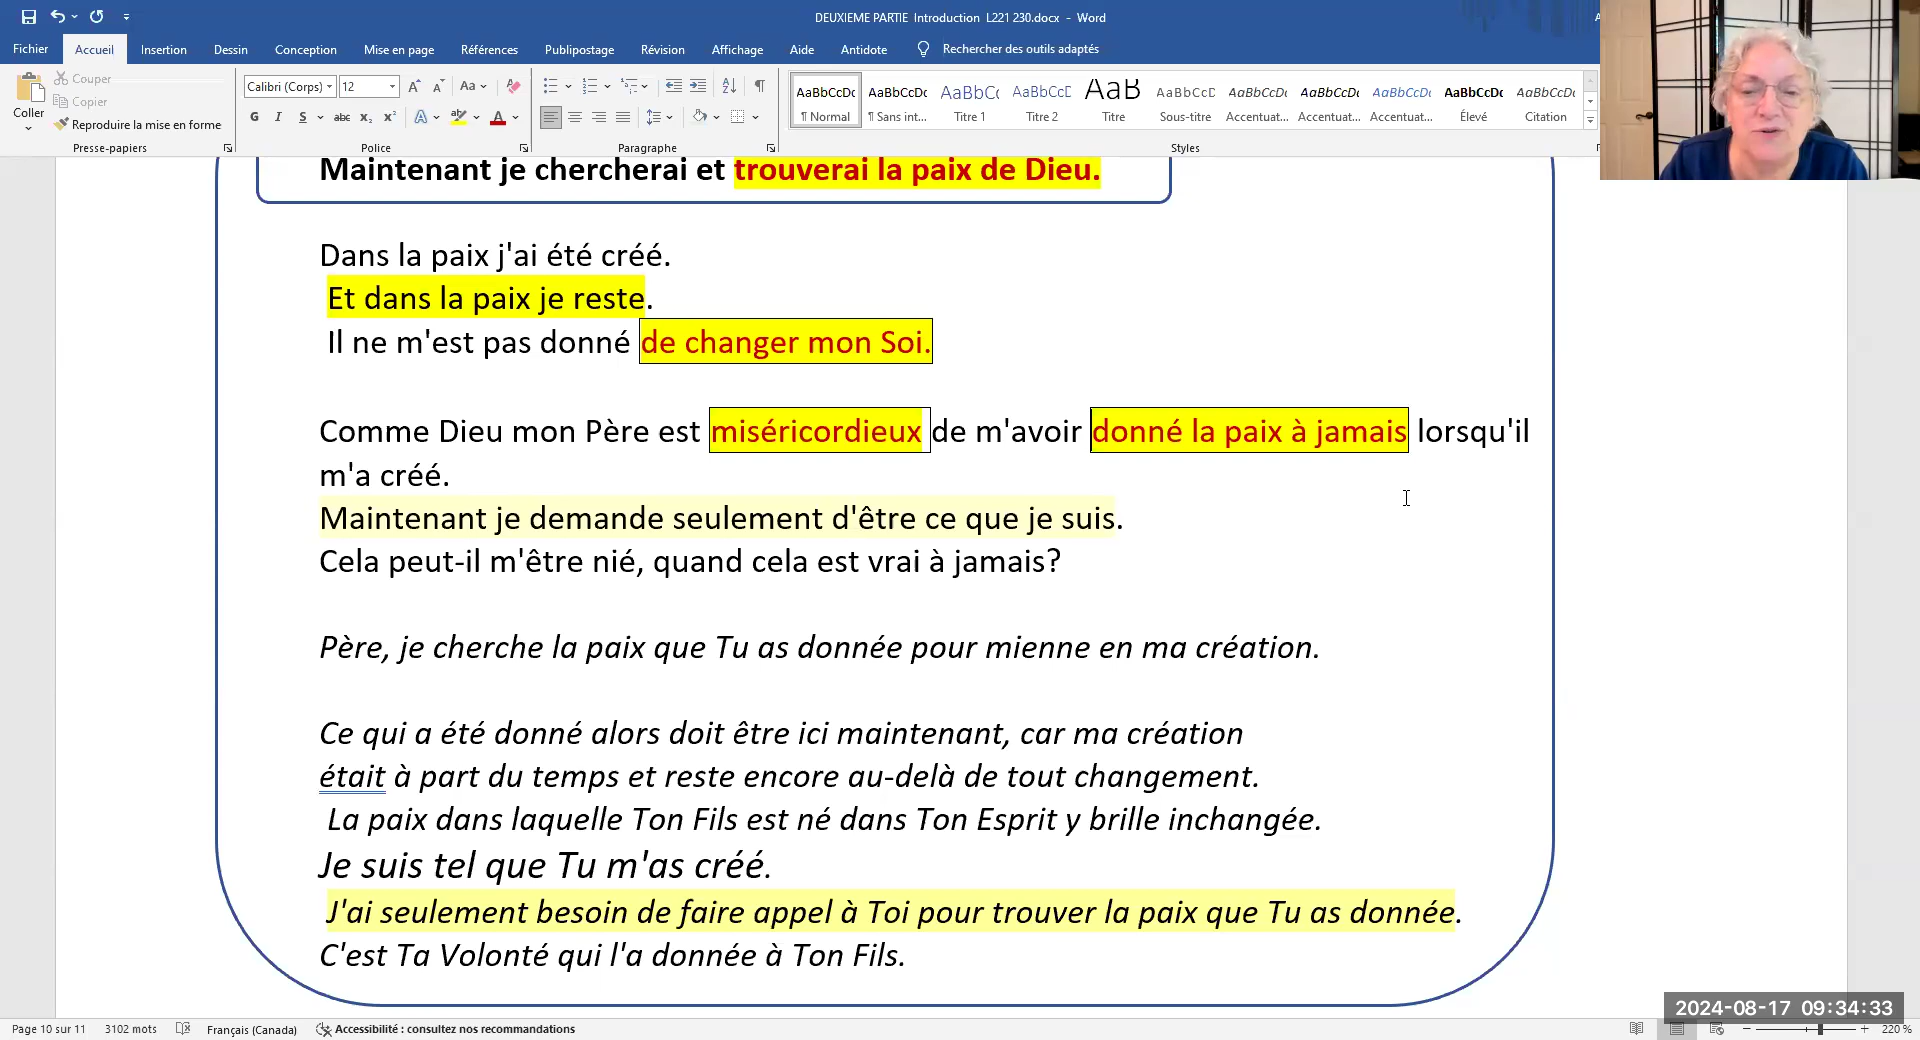 DEUXIEME PARTIE Introduction L221 230.docx - Word
Fichier Accueil Insertion Dessin Conception Mise en page Références Publipostage Révision Affichage Aide Antidote Rechercher des outils adaptés
Coller
Couper
Copier
Reproduire la mise en forme
Presse-papiers
Calibri (Corps) 12
G I S abc x₂ x²
Police
Paragraphe
AaBbCcDc AaBbCcDc AaBbCc AaBbCcD AaB AaBbCcD AaBbCcDc AaBbCcDc AaBbCcDc AaBbCcDc AaBbCcDc
¶ Normal ¶ Sans int... Titre 1 Titre 2 Titre Sous-titre Accentuat... Accentuat... Accentuat... Élevé Citation
Styles
Maintenant je chercherai et trouverai la paix de Dieu.
Dans la paix j'ai été créé.
Et dans la paix je reste.
Il ne m'est pas donné de changer mon Soi.
Comme Dieu mon Père est miséricordieux de m'avoir donné la paix à jamais lorsqu'il
m'a créé.
Maintenant je demande seulement d'être ce que je suis.
Cela peut-il m'être nié, quand cela est vrai à jamais?
Père, je cherche la paix que Tu as donnée pour mienne en ma création.
Ce qui a été donné alors doit être ici maintenant, car ma création
était à part du temps et reste encore au-delà de tout changement.
La paix dans laquelle Ton Fils est né dans Ton Esprit y brille inchangée.
Je suis tel que Tu m'as créé.
J'ai seulement besoin de faire appel à Toi pour trouver la paix que Tu as donnée.
C'est Ta Volonté qui l'a donnée à Ton Fils.
2024-08-17 09:34:33
Page 10 sur 11 3102 mots Français (Canada) Accessibilité : consultez nos recommandations 220 %